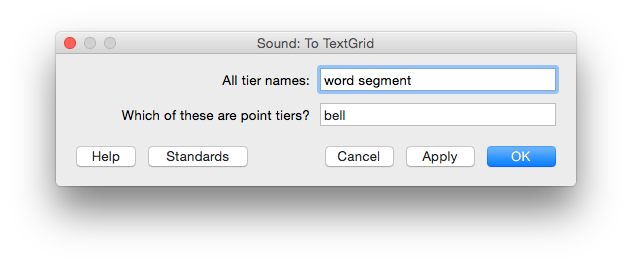 Sound: To TextGrid
All tier names: word segment
Which of these are point tiers? bell
Help Standards Cancel Apply OK